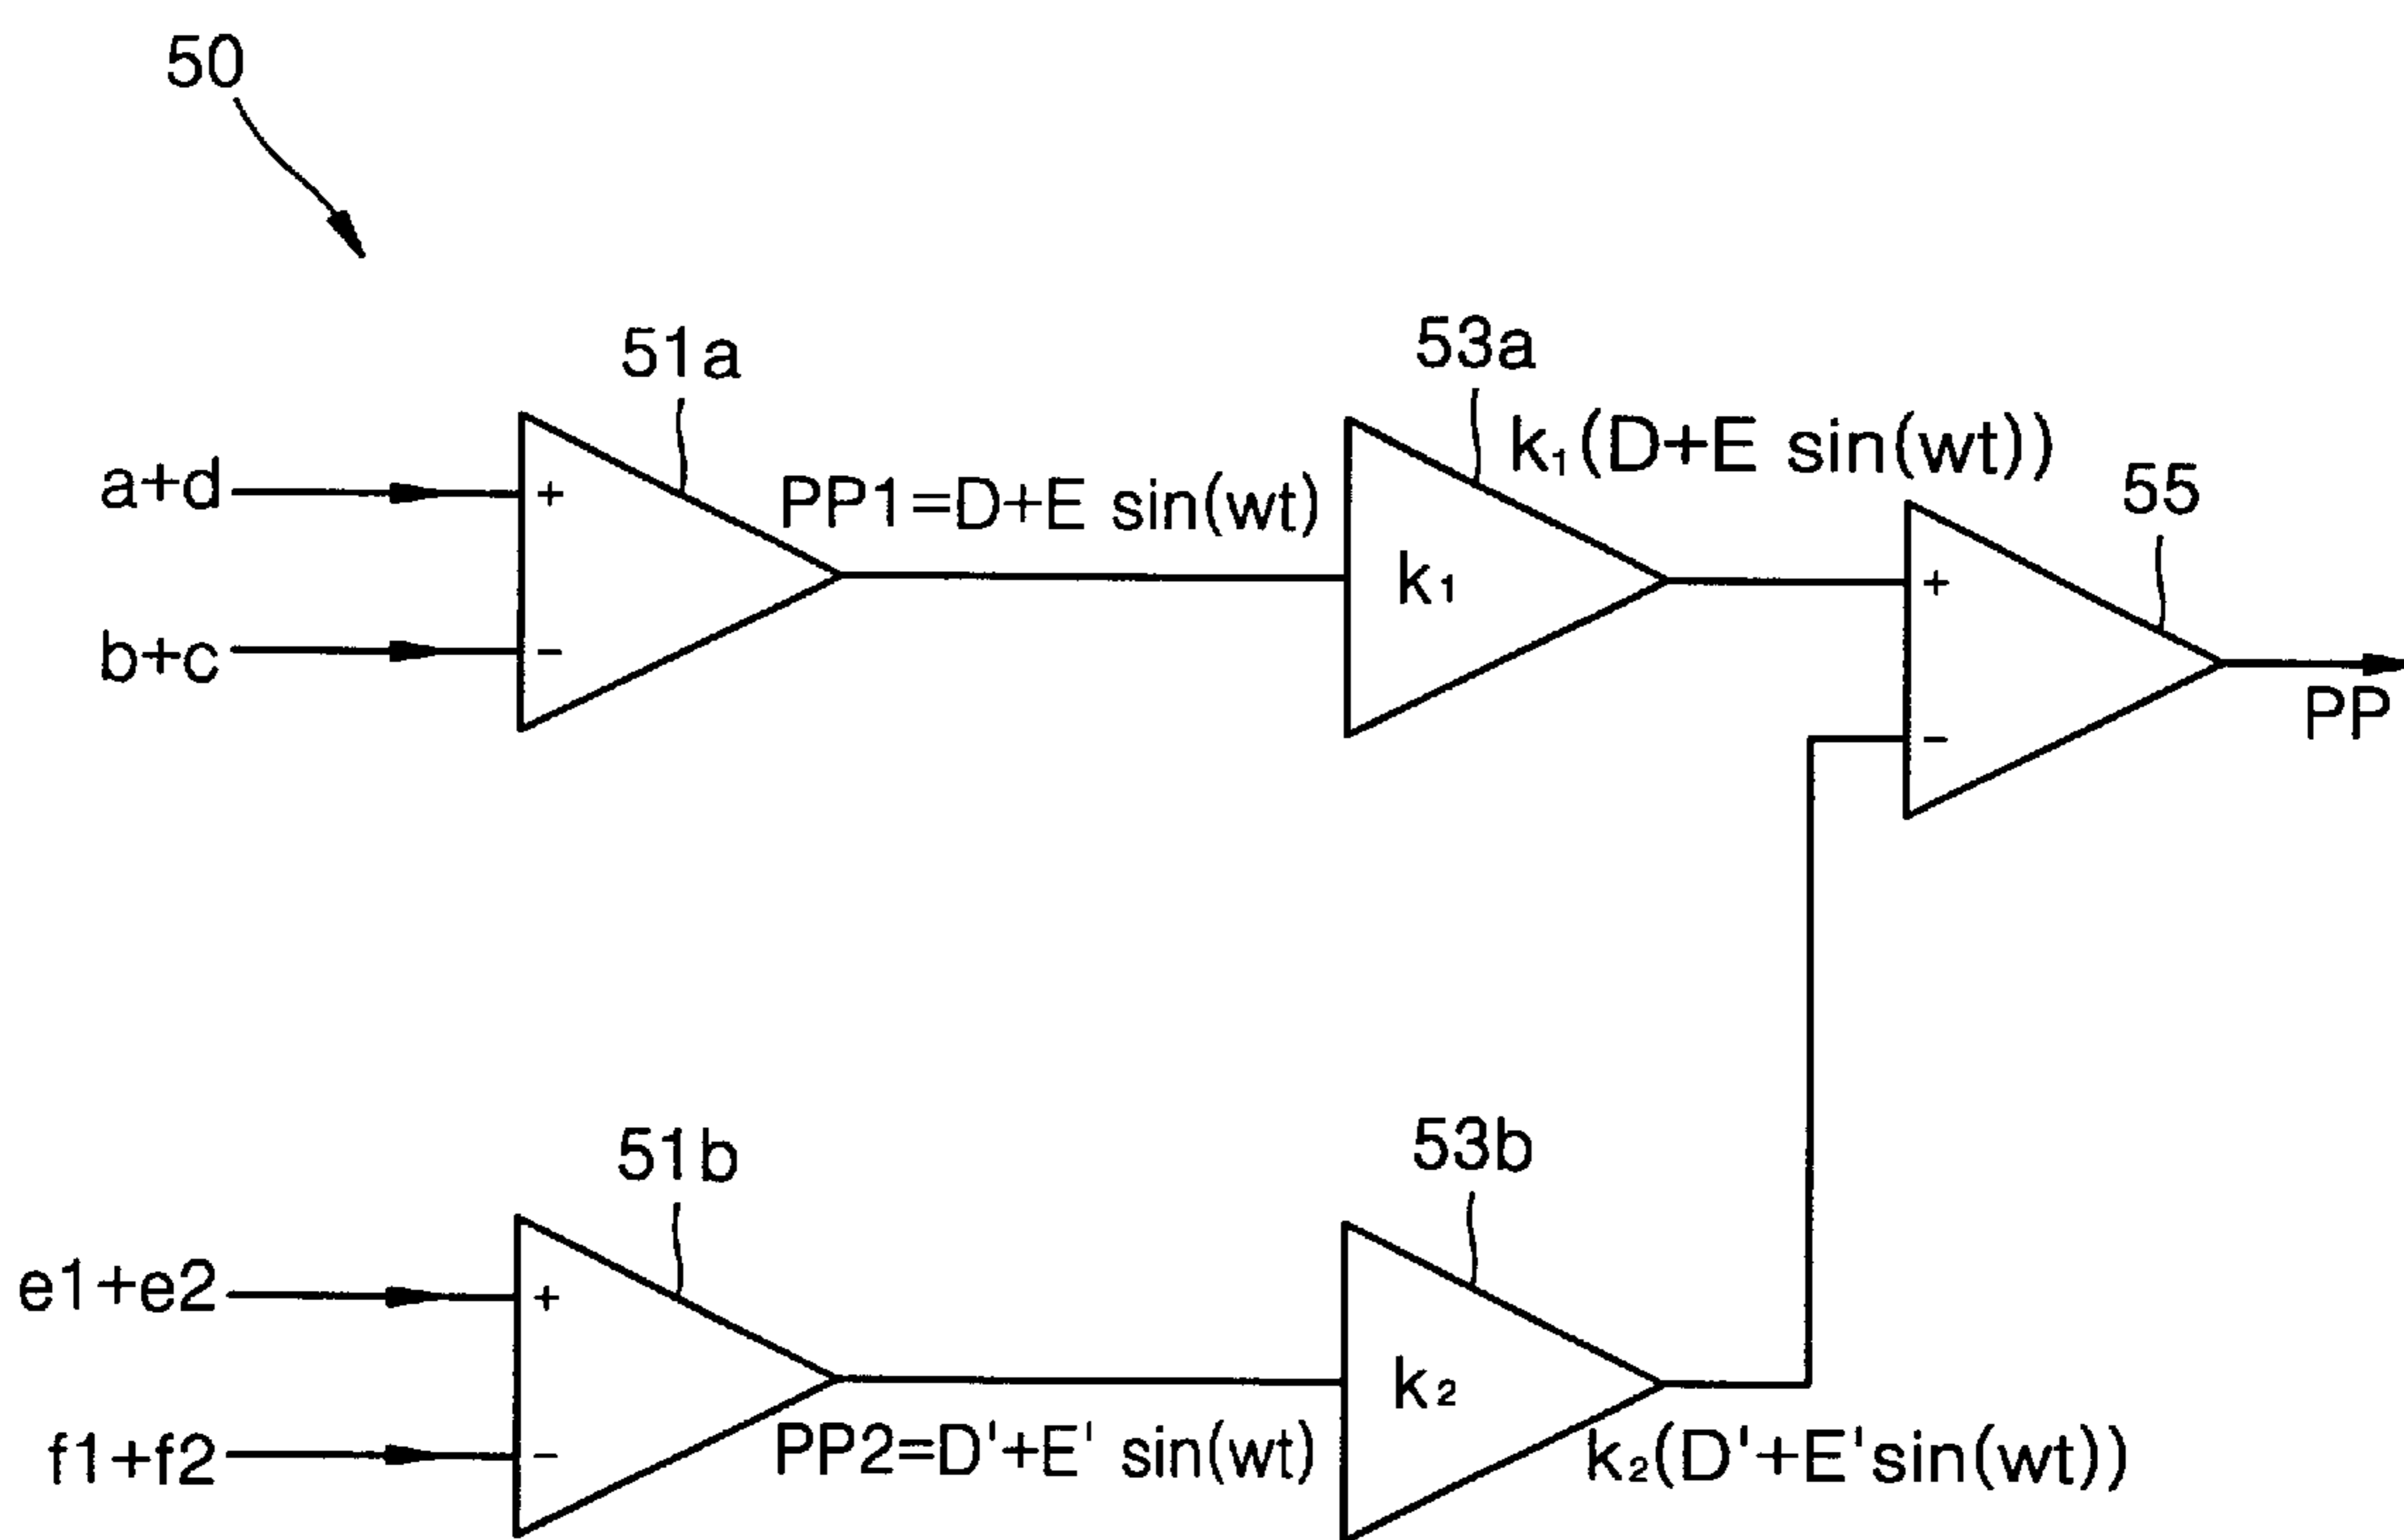 50
51a
53a
k₁(D+E sin(wt))
55
a+d
+
PP1=D+E sin(wt)
k₁
+
b+c
−
PP
−
51b
53b
e1+e2
+
k₂
f1+f2
−
PP2=D'+E' sin(wt)
k₂(D'+E'sin(wt))